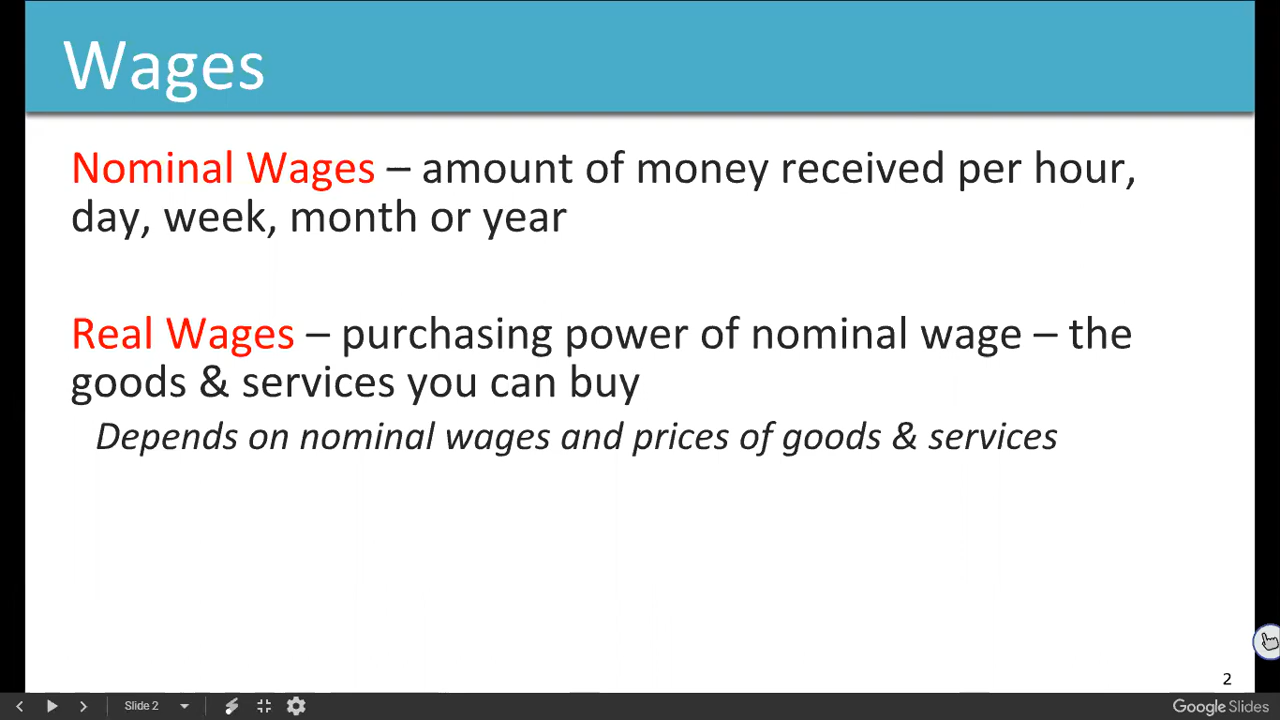 Wages
Nominal Wages – amount of money received per hour,
day, week, month or year
Real Wages – purchasing power of nominal wage – the
goods & services you can buy
Depends on nominal wages and prices of goods & services
2
Slide 2
Google Slides